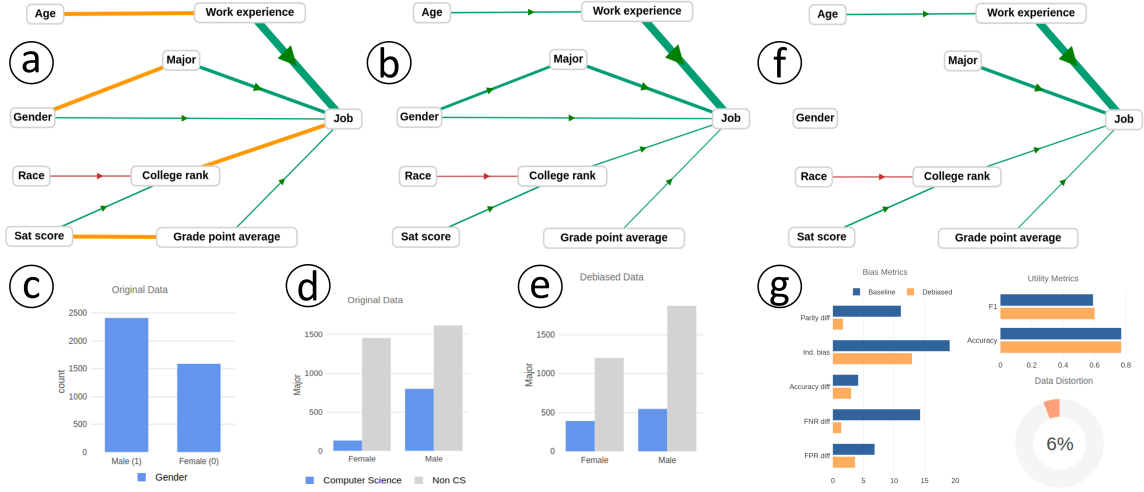 Age
Work experience
a
Major
Gender
Job
Race
College rank
Sat score
Grade point average
Age
Work experience
b
Major
Gender
Job
Race
College rank
Sat score
Grade point average
Age
Work experience
f
Major
Gender
Job
Race
College rank
Sat score
Grade point average
c
Original Data
2500
2000
1500
1000
500
0
count
Male (1)
Female (0)
Gender
d
Original Data
1500
1000
500
0
Major
Female
Male
Computer Science
Non CS
e
Debiased Data
1500
1000
500
0
Major
Female
Male
g
Bias Metrics
Baseline
Debiased
Parity diff
Ind. bias
Accuracy diff
FNR diff
FPR diff
0
5
10
15
20
Utility Metrics
F1
Accuracy
0
0.2
0.4
0.6
0.8
Data Distortion
6%